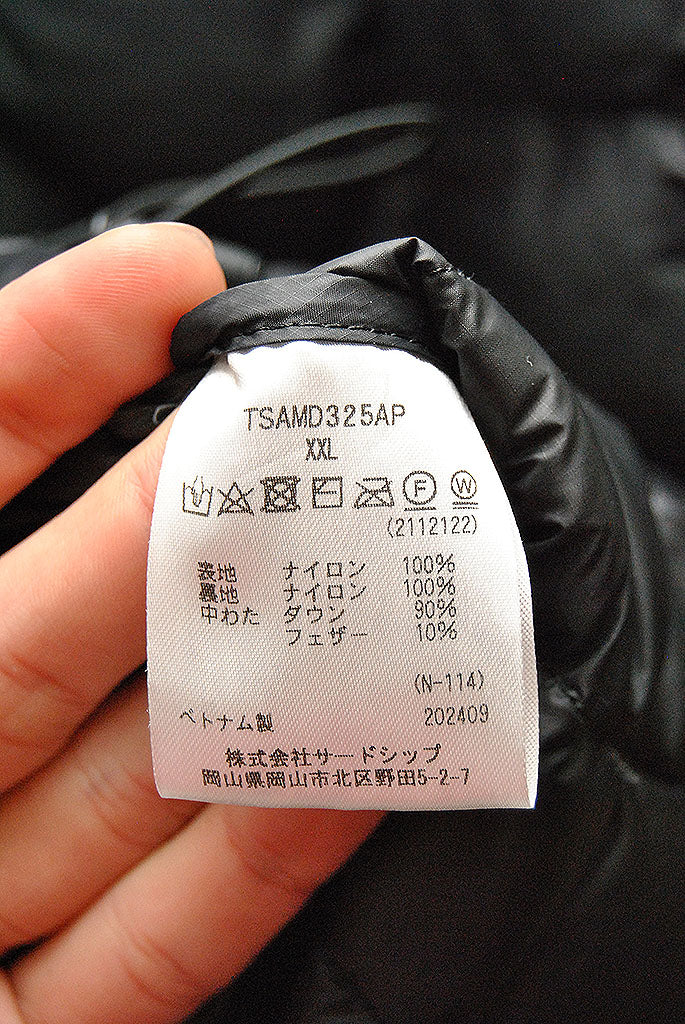 TSAMD325AP
XXL
F W
(2112122)
表地 ナイロン 100%
裏地 ナイロン 100%
中わた ダウン 90%
フェザー 10%
(N-114)
ベトナム製 202409
株式会社サードシップ
岡山県岡山市北区野田5-2-7